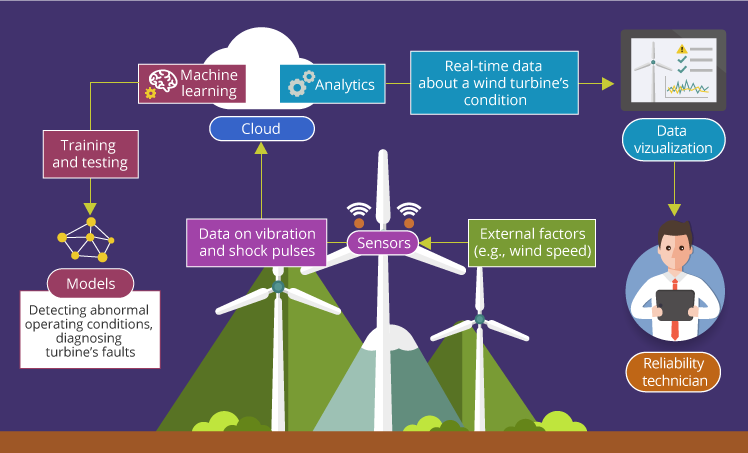 Machine
learning
Analytics
Real-time data
about a wind turbine's
condition
Cloud
Data
vizualization
Training
and testing
Data on vibration
and shock pulses
Sensors
External factors
(e.g., wind speed)
Models
Detecting abnormal
operating conditions,
diagnosing
turbine's faults
Reliability
technician